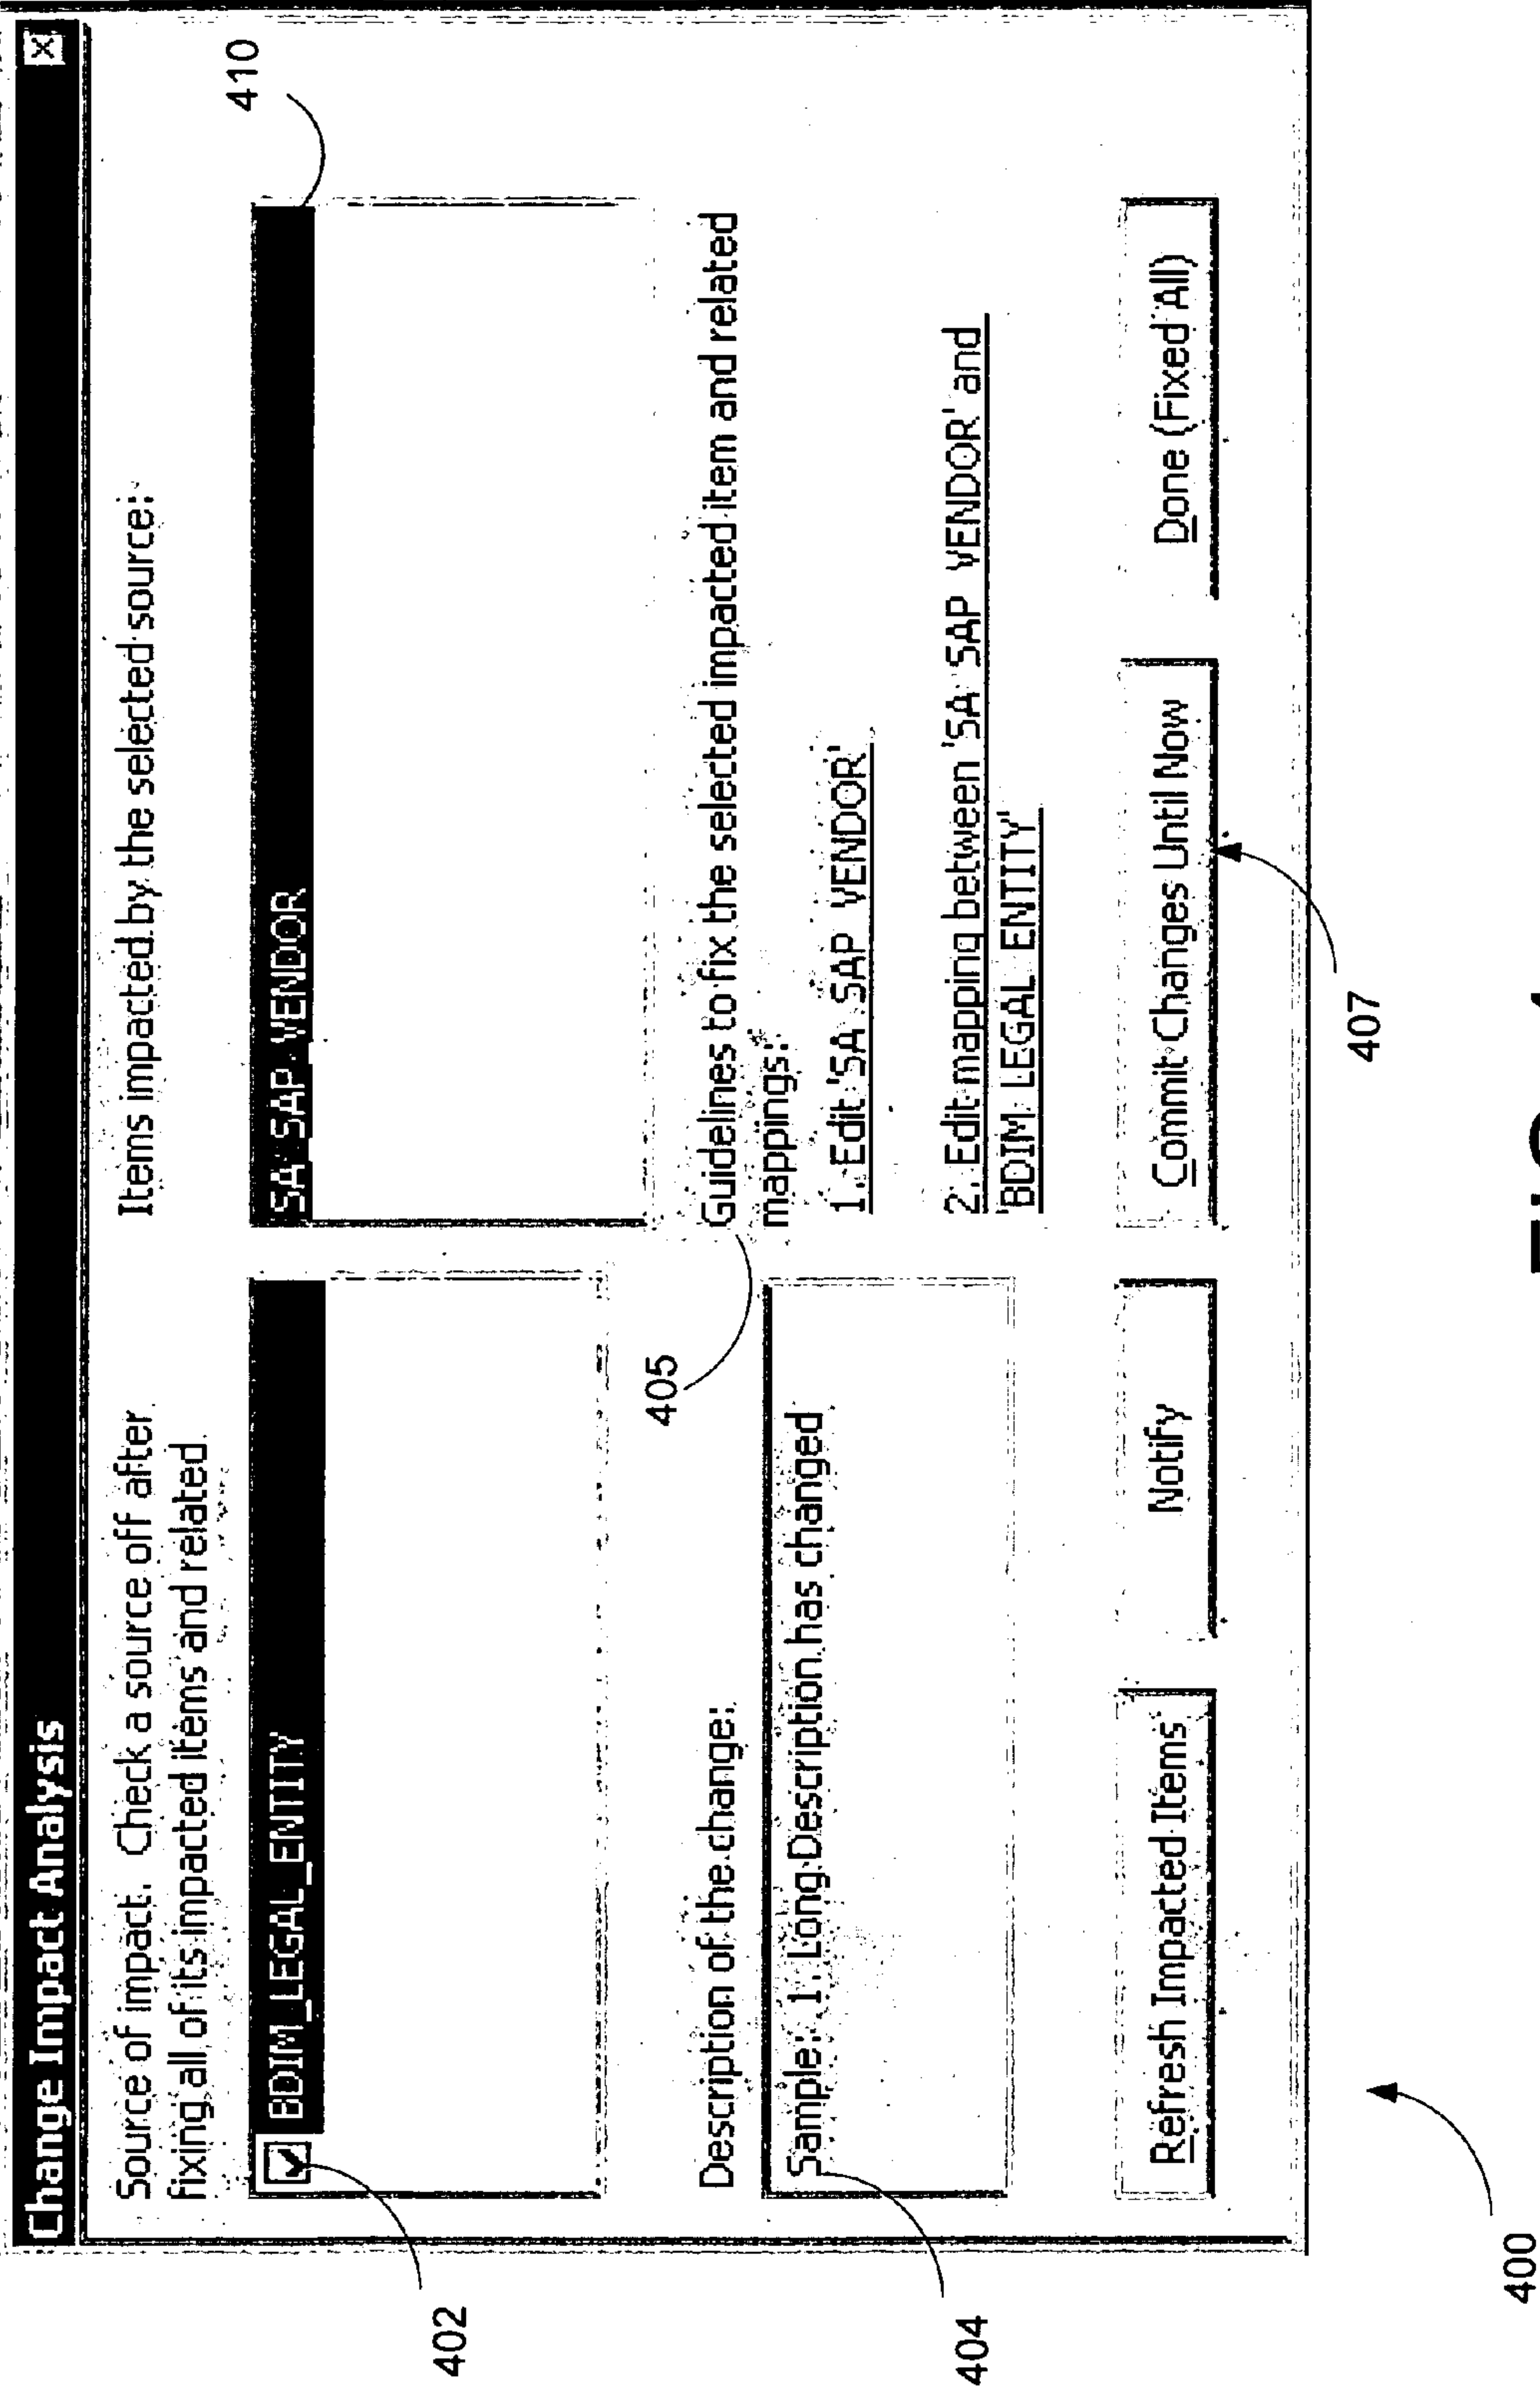 Change Impact Analysis
X
Source of impact. Check a source off after
fixing all of its impacted items and related
BDIM_LEGAL_ENTITY
402
Description of the change:
Sample: 1. Long Description has changed
404
Items impacted by the selected source:
SA SAP VENDOR
410
405
Guidelines to fix the selected impacted item and related
mappings:
1. Edit 'SA SAP VENDOR'
2. Edit mapping between 'SA SAP VENDOR' and
'BDIM LEGAL ENTITY'
Refresh Impacted Items
Notify
Commit Changes Until Now
Done (Fixed All)
407
400